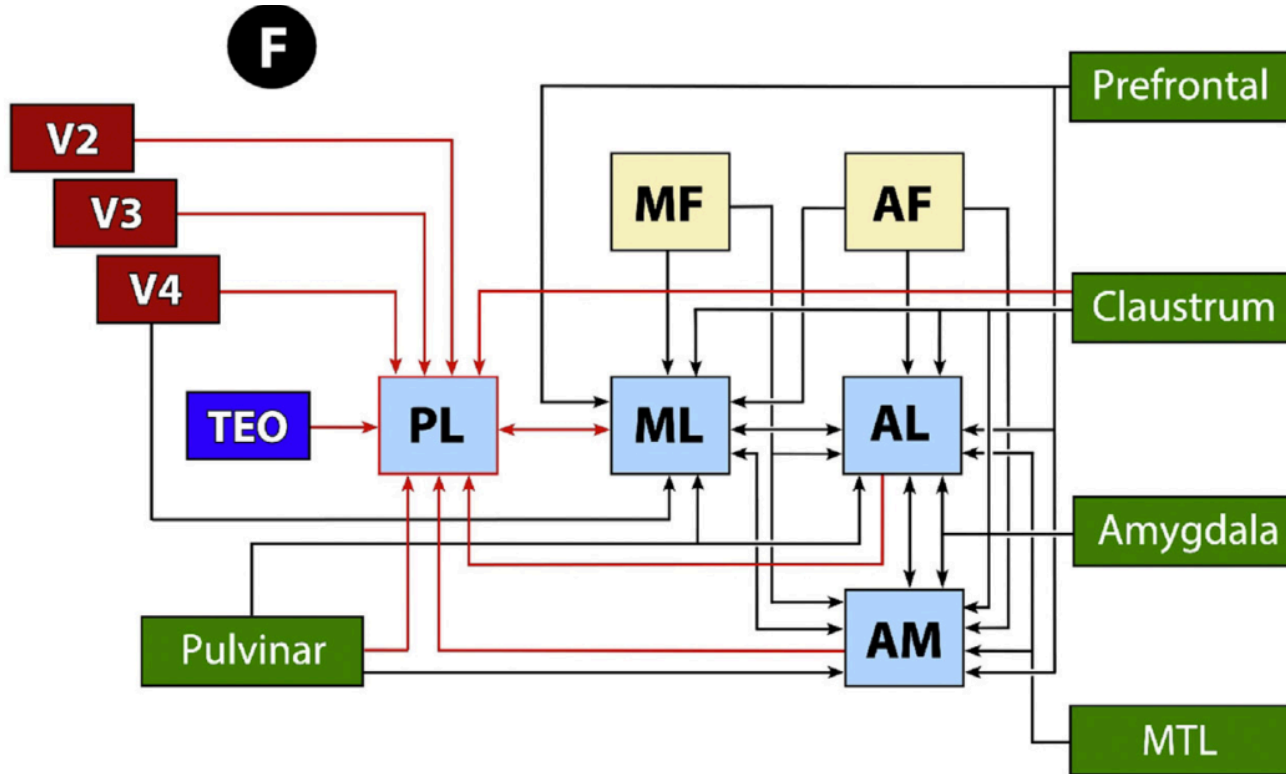 F
Prefrontal
V2
V3
MF
AF
V4
Claustrum
TEO
PL
ML
AL
Amygdala
Pulvinar
AM
MTL